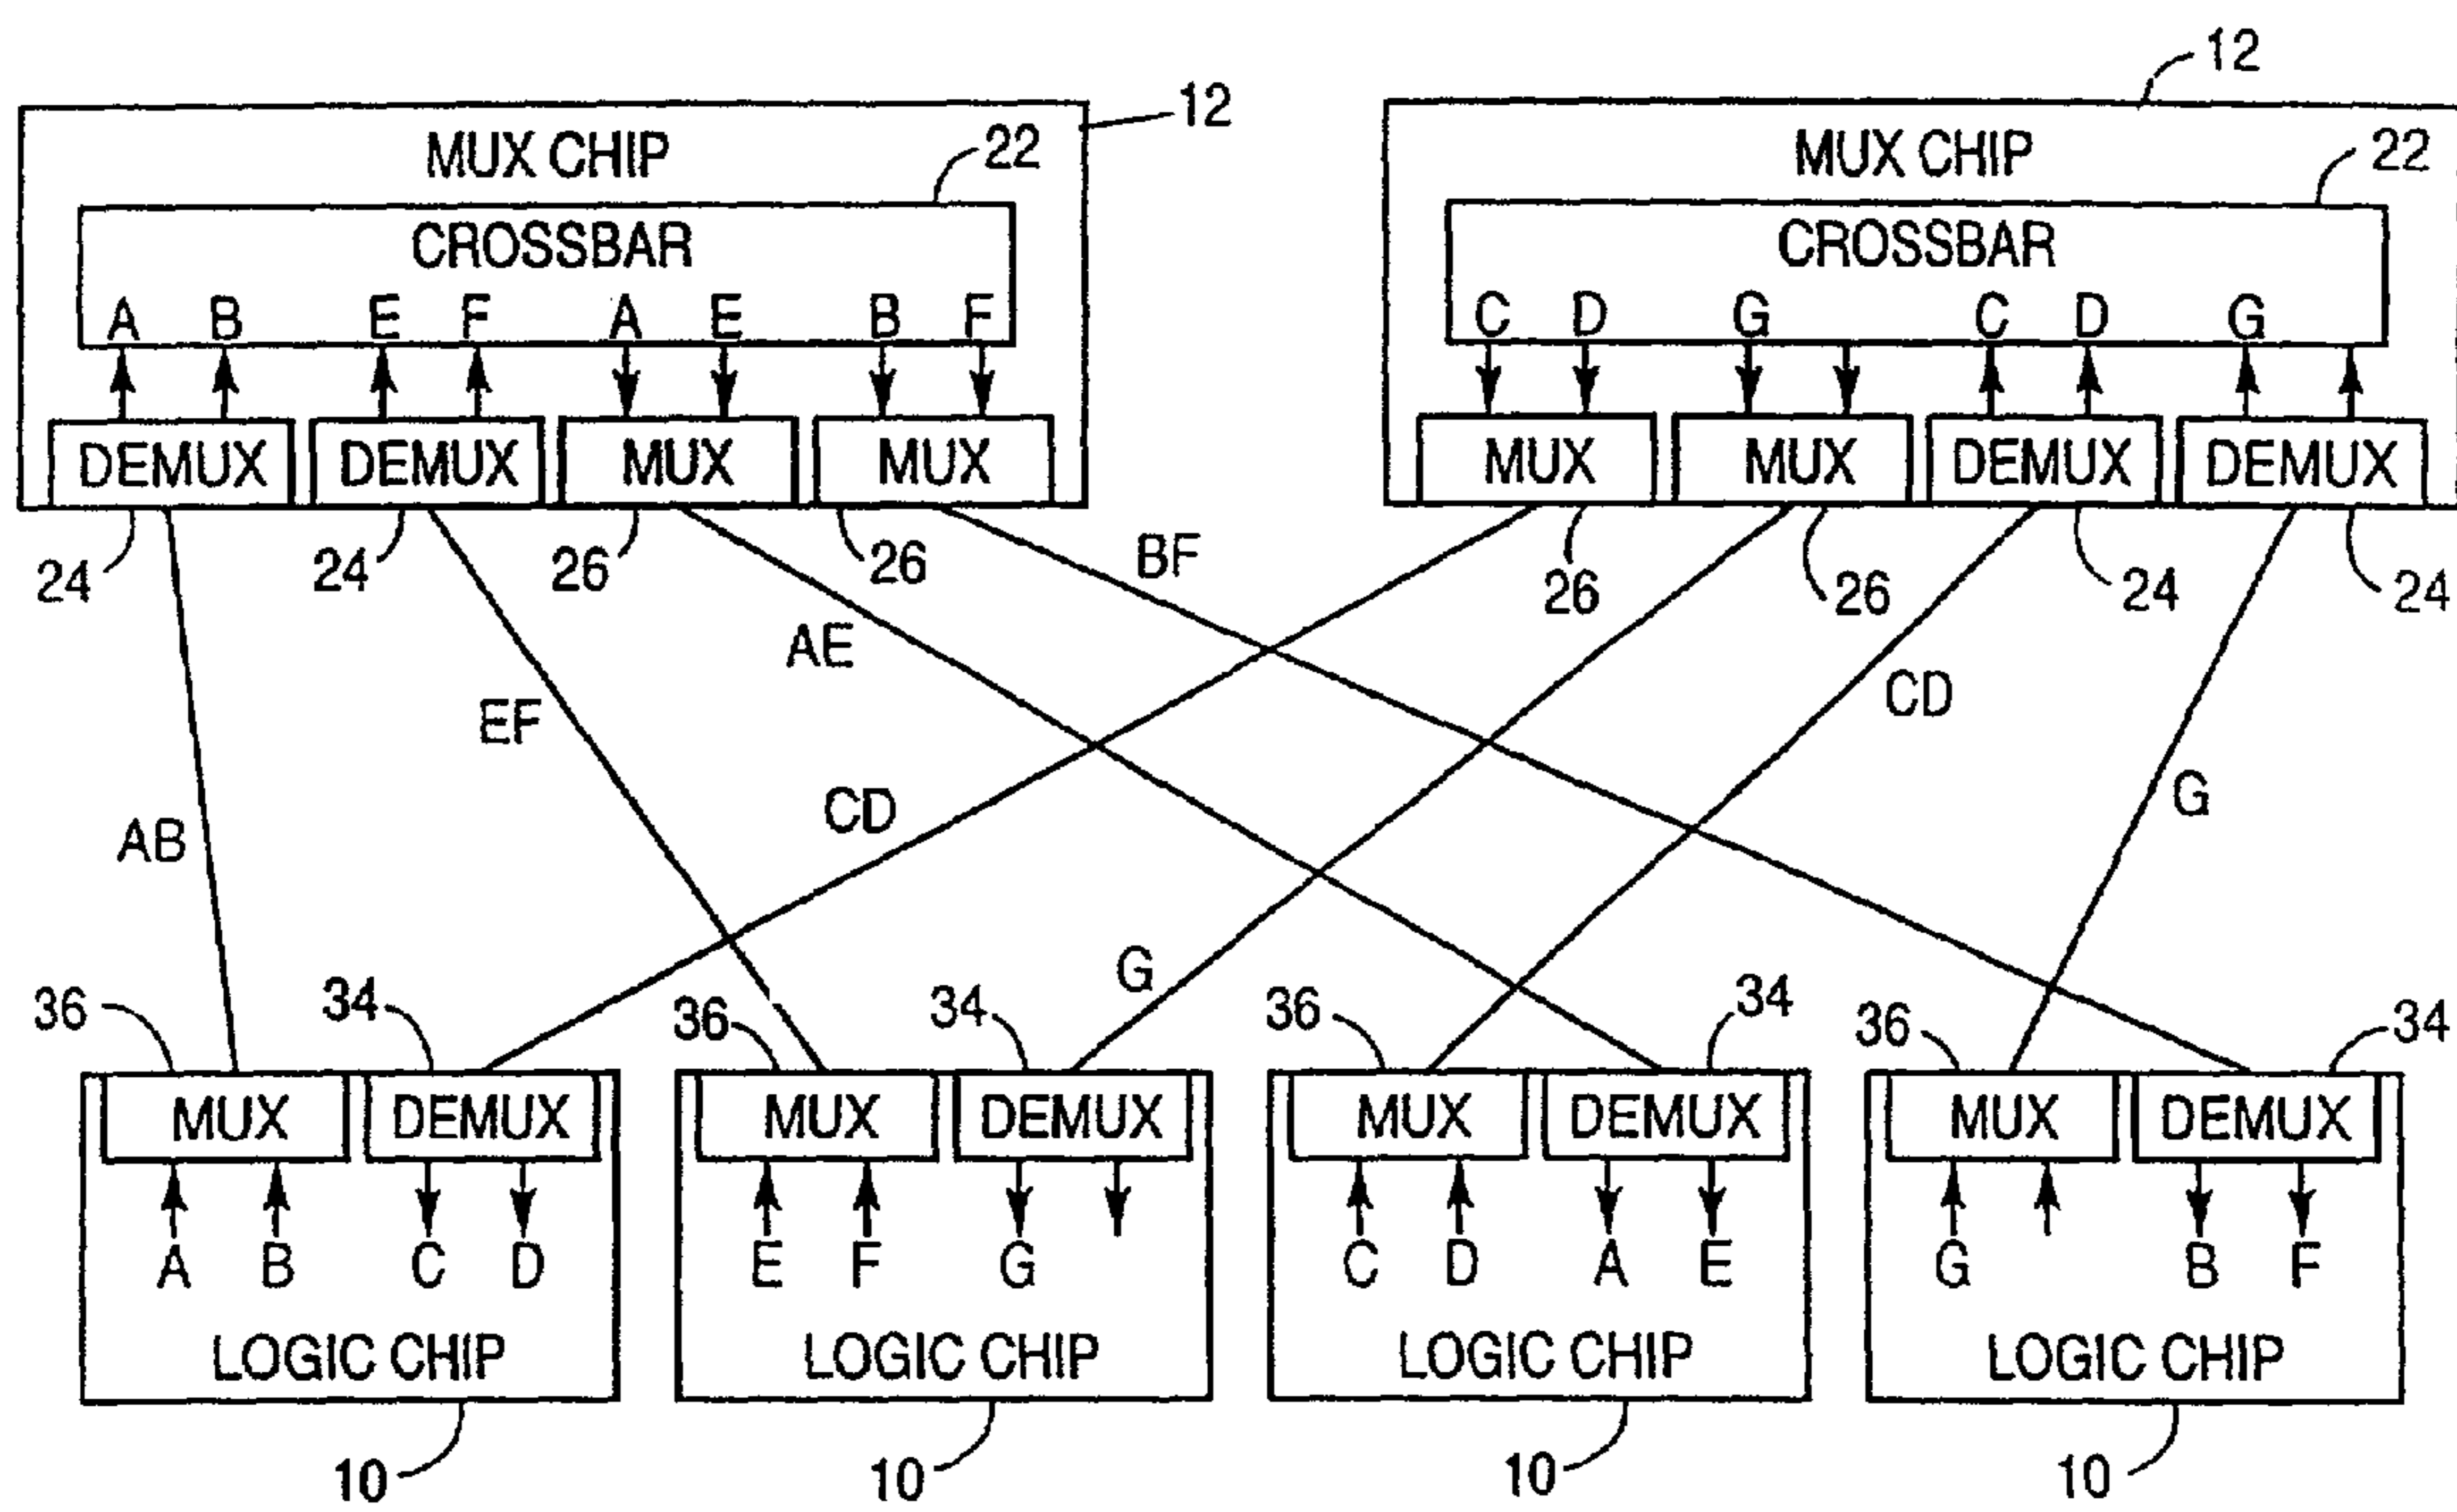 12
12
MUX CHIP
22
MUX CHIP
22
CROSSBAR
CROSSBAR
A B E F A E B F
C D G C D G
DEMUX DEMUX MUX MUX
MUX MUX DEMUX DEMUX
24 24 26 26
BF
26 26 24 24
AE
CD
EF
G
CD
AB
G
36 34 36 34 36 34 36 34
MUX DEMUX MUX DEMUX MUX DEMUX MUX DEMUX
A B C D
E F G
C D A E
G B F
LOGIC CHIP LOGIC CHIP LOGIC CHIP LOGIC CHIP
10 10 10 10